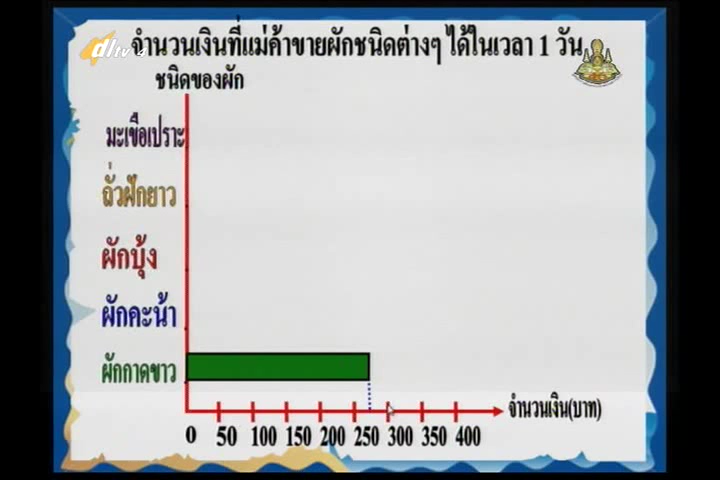 dltv 4
จำนวนเงินที่แม่ค้าขายผักชนิดต่างๆ ได้ในเวลา 1 วัน
ชนิดของผัก
มะเขือเปราะ
ถั่วฝักยาว
ผักบุ้ง
ผักคะน้า
ผักกาดขาว
จำนวนเงิน(บาท)
0 50 100 150 200 250 300 350 400